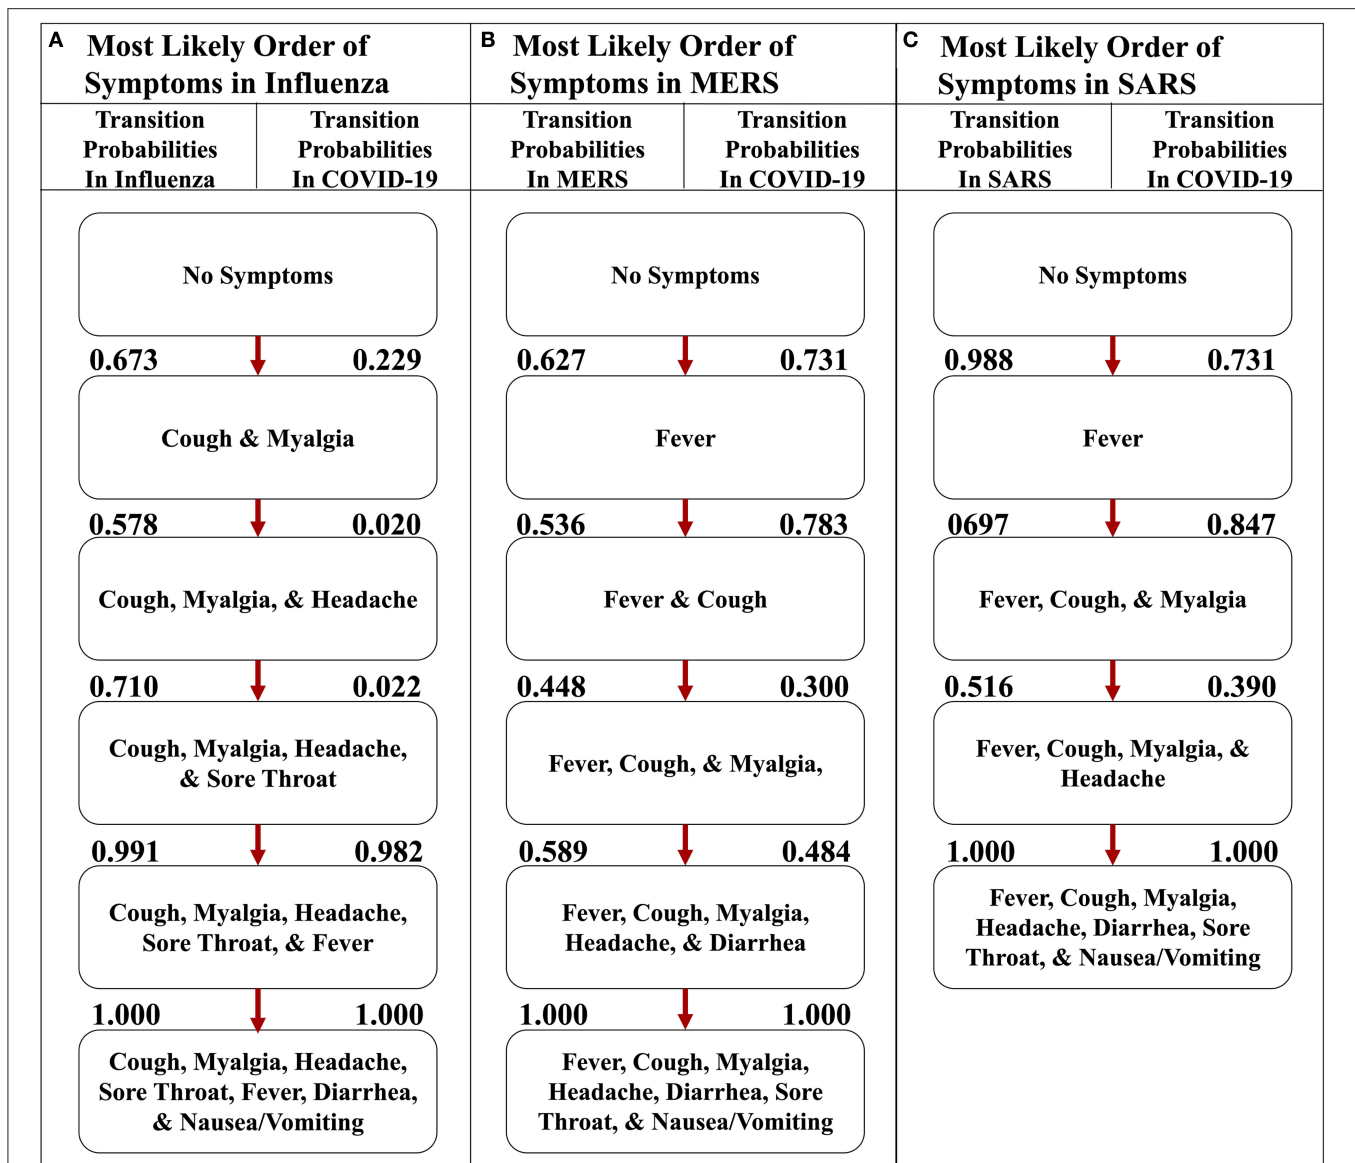 A Most Likely Order of
Symptoms in Influenza
Transition
Probabilities
In Influenza
Transition
Probabilities
In COVID-19
No Symptoms
0.673 0.229
Cough & Myalgia
0.578 0.020
Cough, Myalgia, & Headache
0.710 0.022
Cough, Myalgia, Headache,
& Sore Throat
0.991 0.982
Cough, Myalgia, Headache,
Sore Throat, & Fever
1.000 1.000
Cough, Myalgia, Headache,
Sore Throat, Fever, Diarrhea,
& Nausea/Vomiting
B Most Likely Order of
Symptoms in MERS
Transition
Probabilities
In MERS
Transition
Probabilities
In COVID-19
No Symptoms
0.627 0.731
Fever
0.536 0.783
Fever & Cough
0.448 0.300
Fever, Cough, & Myalgia,
0.589 0.484
Fever, Cough, Myalgia,
Headache, & Diarrhea
1.000 1.000
Fever, Cough, Myalgia,
Headache, Diarrhea, Sore
Throat, & Nausea/Vomiting
C Most Likely Order of
Symptoms in SARS
Transition
Probabilities
In SARS
Transition
Probabilities
In COVID-19
No Symptoms
0.988 0.731
Fever
0697 0.847
Fever, Cough, & Myalgia
0.516 0.390
Fever, Cough, Myalgia, &
Headache
1.000 1.000
Fever, Cough, Myalgia,
Headache, Diarrhea, Sore
Throat, & Nausea/Vomiting